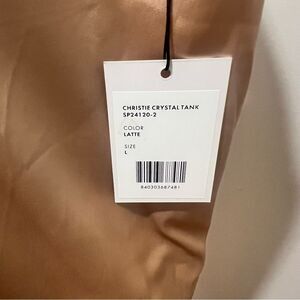 CHRISTIE CRYSTAL TANK
SP24120-2
COLOR
LATTE
SIZE
L
840303687481